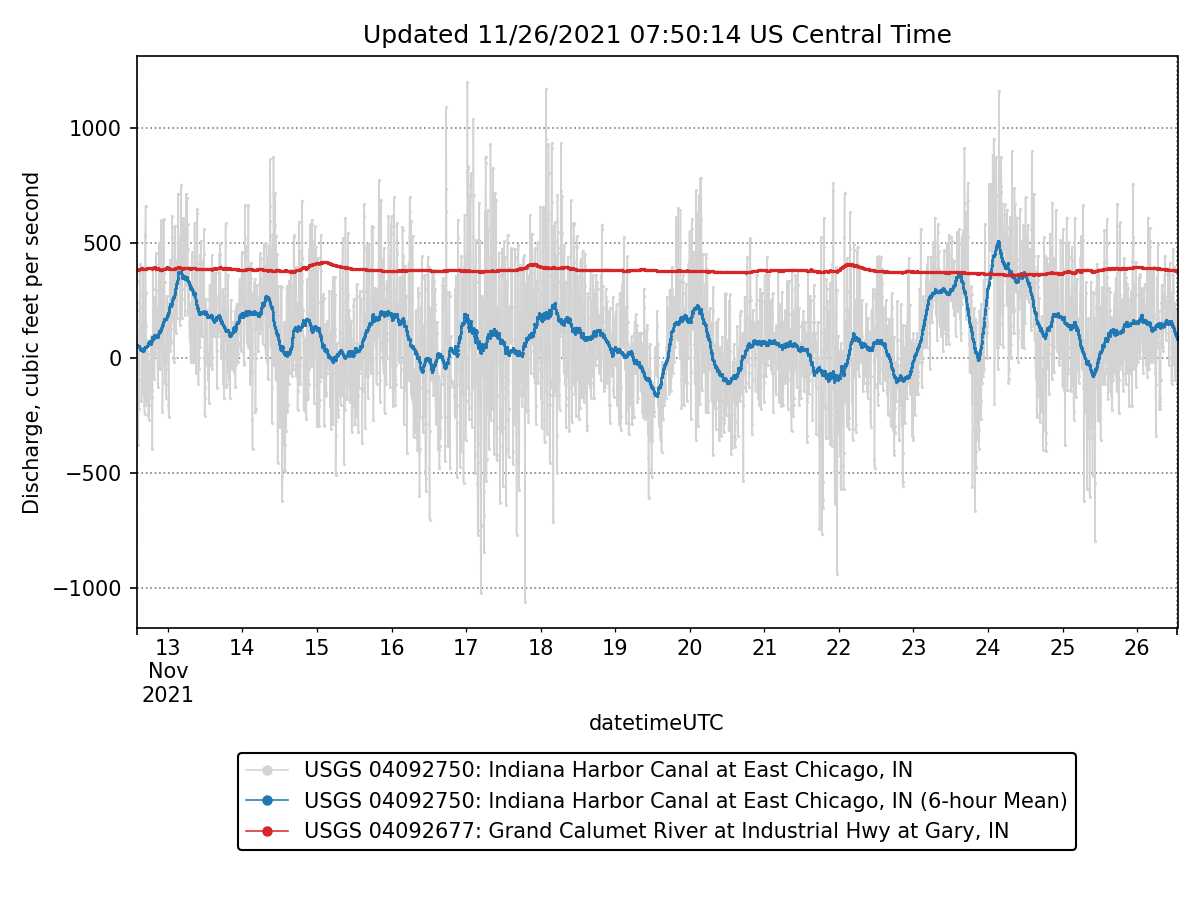 Updated 11/26/2021 07:50:14 US Central Time
Discharge, cubic feet per second
1000
500
0
−500
−1000
13 14 15 16 17 18 19 20 21 22 23 24 25 26
Nov
2021
datetimeUTC
USGS 04092750: Indiana Harbor Canal at East Chicago, IN
USGS 04092750: Indiana Harbor Canal at East Chicago, IN (6-hour Mean)
USGS 04092677: Grand Calumet River at Industrial Hwy at Gary, IN